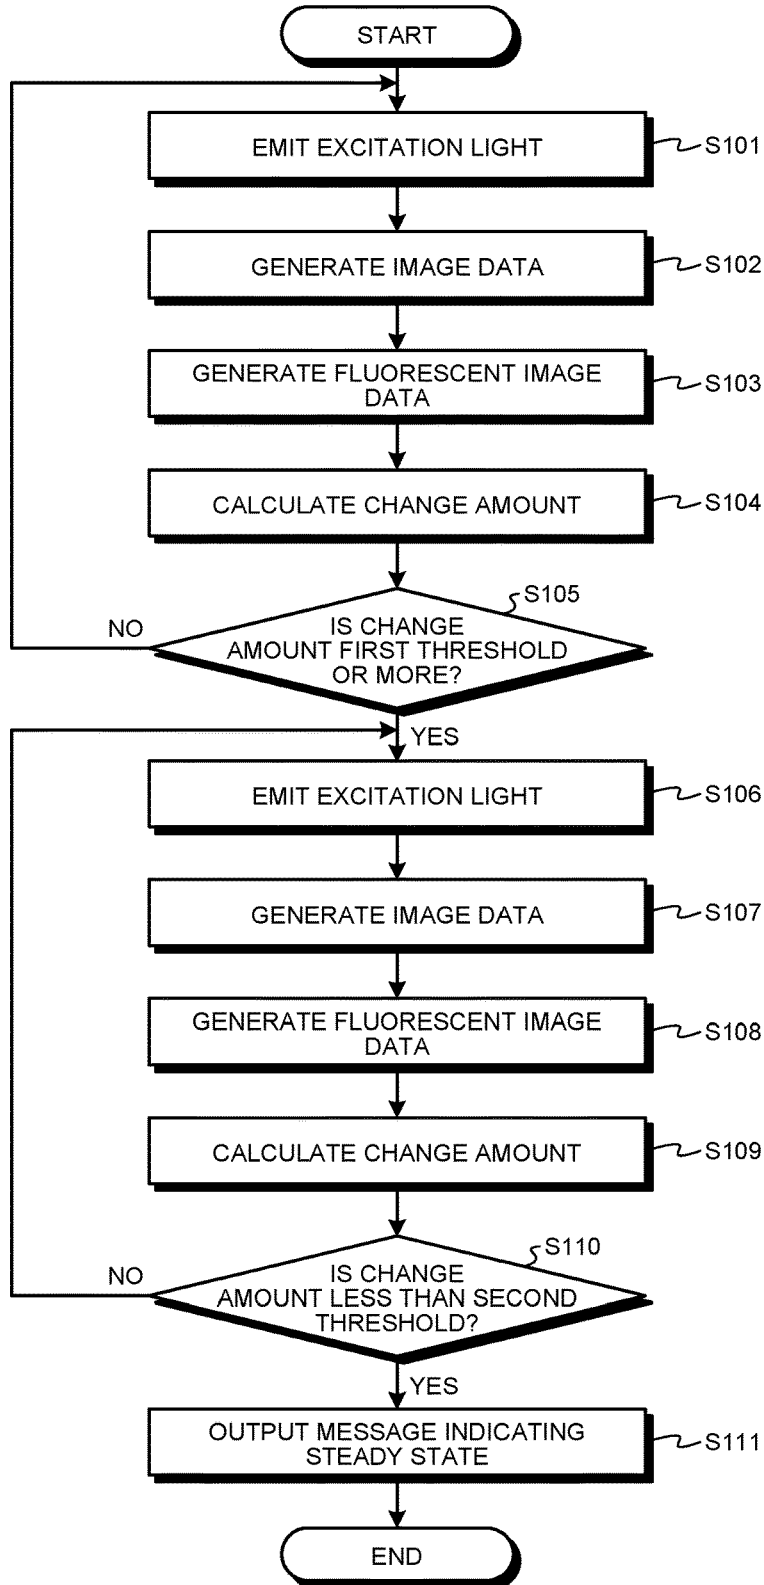 START
EMIT EXCITATION LIGHT
S101
GENERATE IMAGE DATA
S102
GENERATE FLUORESCENT IMAGE
DATA
S103
CALCULATE CHANGE AMOUNT
S104
S105
NO
IS CHANGE
AMOUNT FIRST THRESHOLD
OR MORE?
YES
EMIT EXCITATION LIGHT
S106
GENERATE IMAGE DATA
S107
GENERATE FLUORESCENT IMAGE
DATA
S108
CALCULATE CHANGE AMOUNT
S109
S110
NO
IS CHANGE
AMOUNT LESS THAN SECOND
THRESHOLD?
YES
OUTPUT MESSAGE INDICATING
STEADY STATE
S111
END